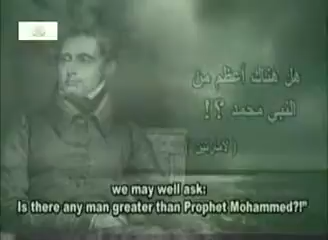 هل هناك أعظم من
النبي محمد ؟ !
( لامارتين )
we may well ask:
Is there any man greater than Prophet Mohammed?!"